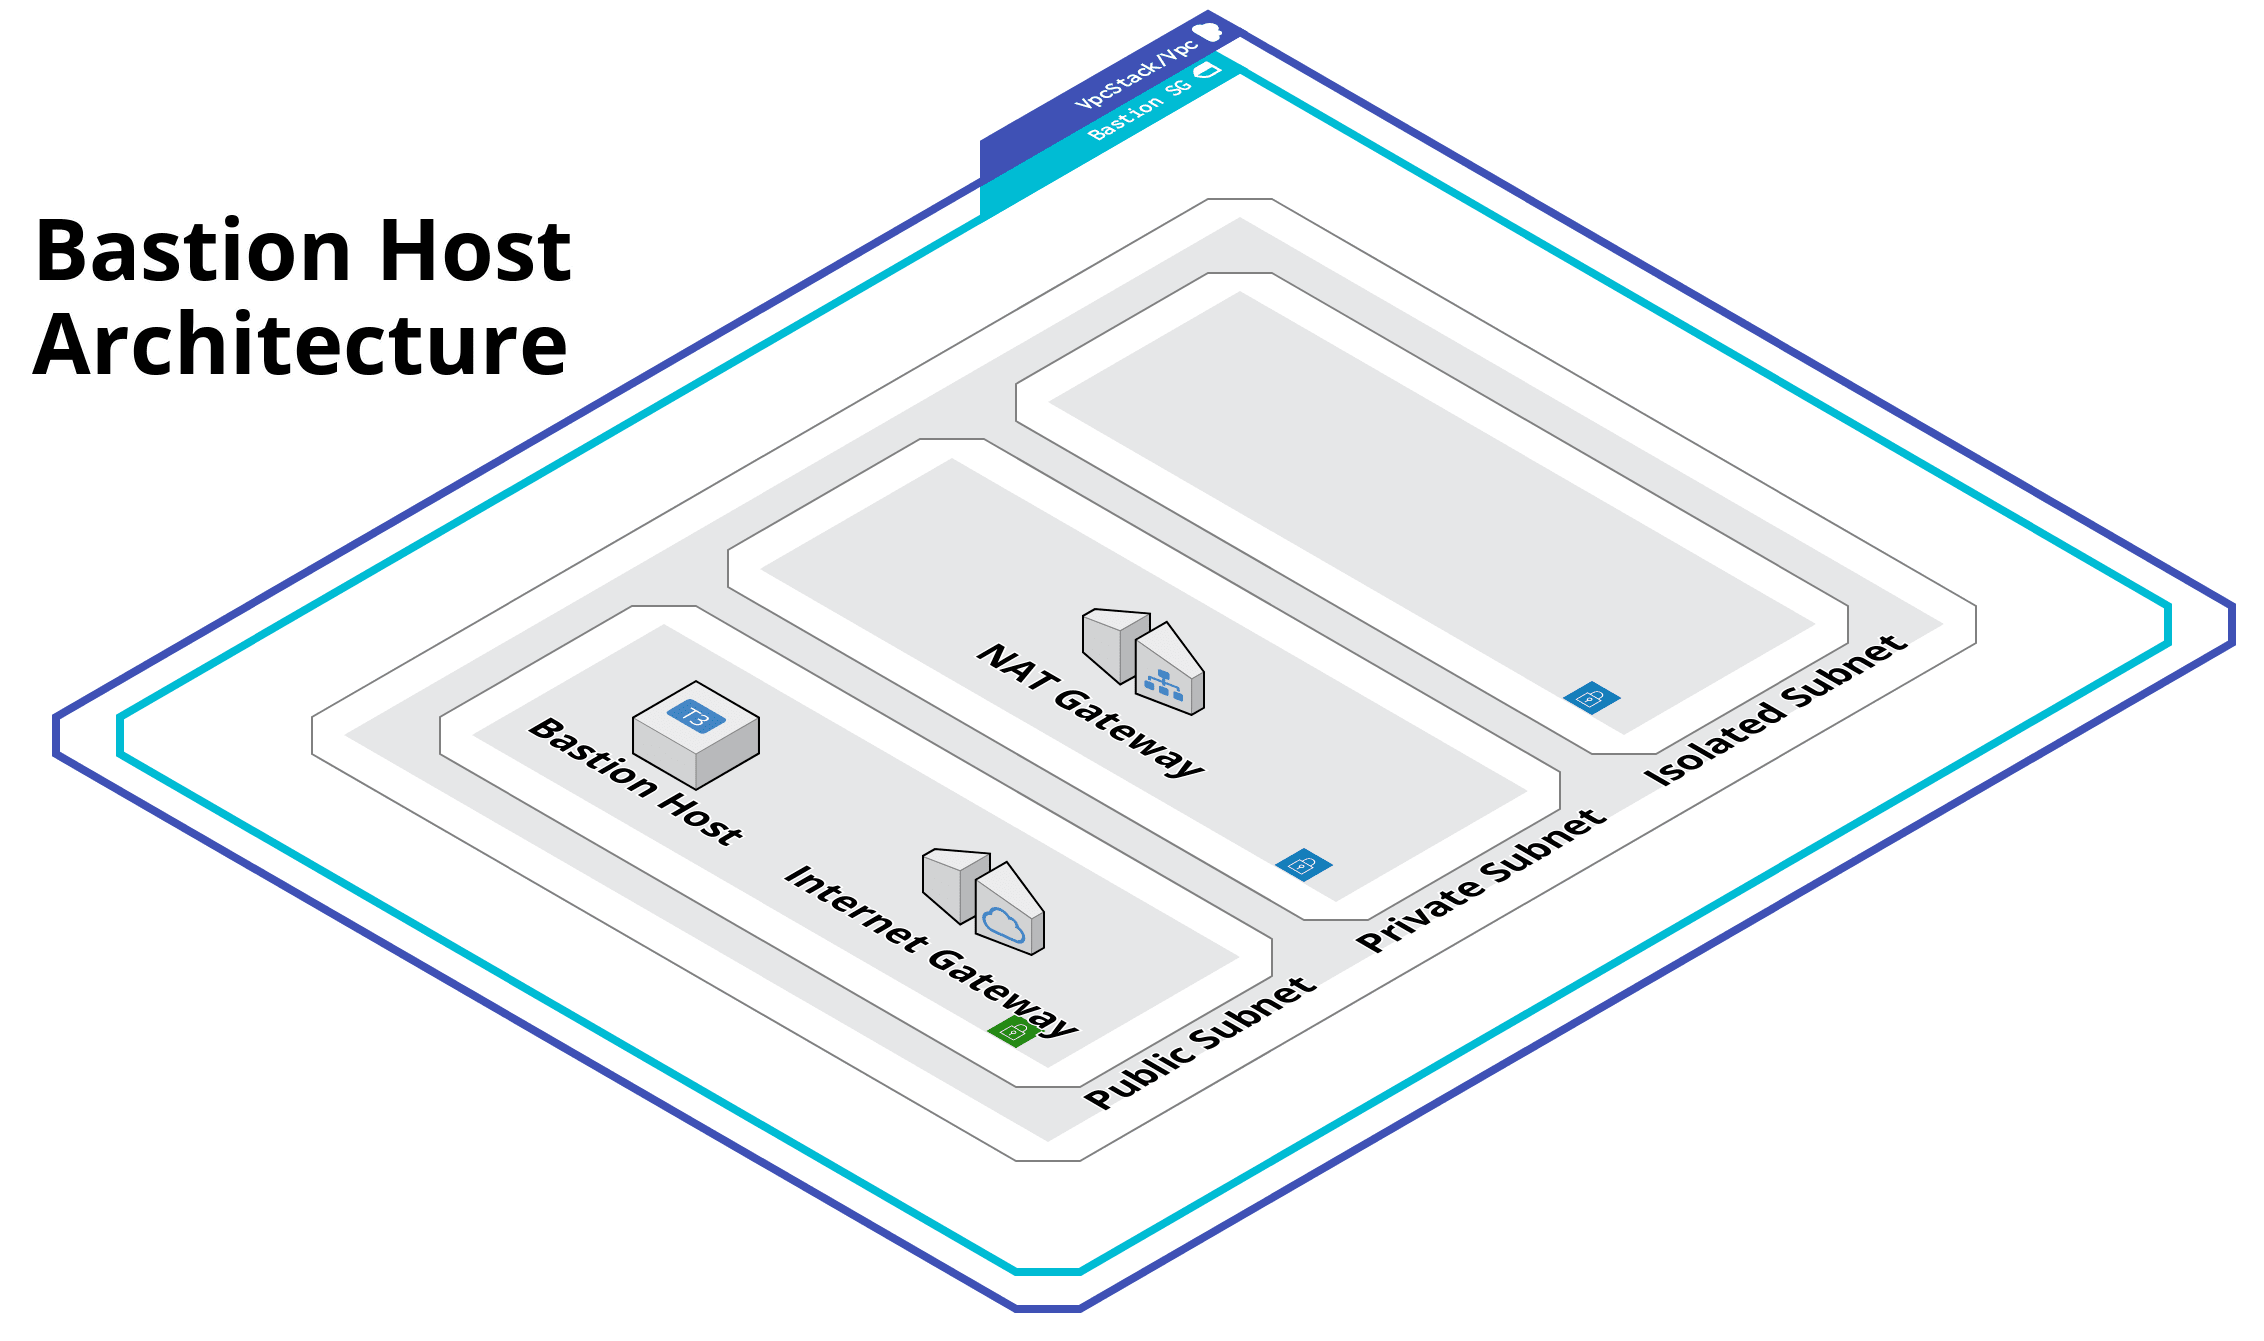 Bastion Host
Architecture
VpcStack/Vpc
Bastion SG
T3
Bastion Host
NAT Gateway
Internet Gateway
Isolated Subnet
Private Subnet
Public Subnet